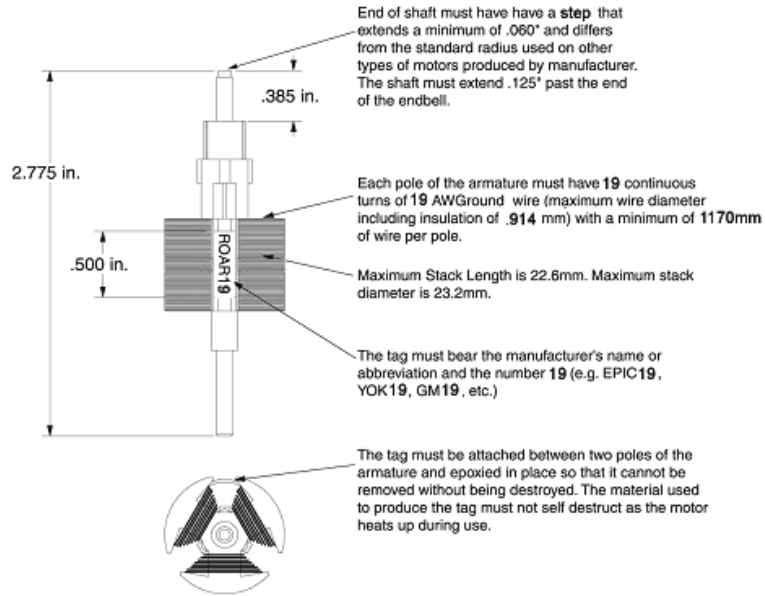 End of shaft must have have a step that
extends a minimum of .060" and differs
from the standard radius used on other
types of motors produced by manufacturer.
The shaft must extend .125" past the end
of the endbell.
.385 in.
2.775 in.
Each pole of the armature must have 19 continuous
turns of 19 AWGround wire (maximum wire diameter
including insulation of .914 mm) with a minimum of 1170mm
of wire per pole.
.500 in.
ROAR19
Maximum Stack Length is 22.6mm. Maximum stack
diameter is 23.2mm.
The tag must bear the manufacturer's name or
abbreviation and the number 19 (e.g. EPIC19,
YOK19, GM19, etc.)
The tag must be attached between two poles of the
armature and epoxied in place so that it cannot be
removed without being destroyed. The material used
to produce the tag must not self destruct as the motor
heats up during use.